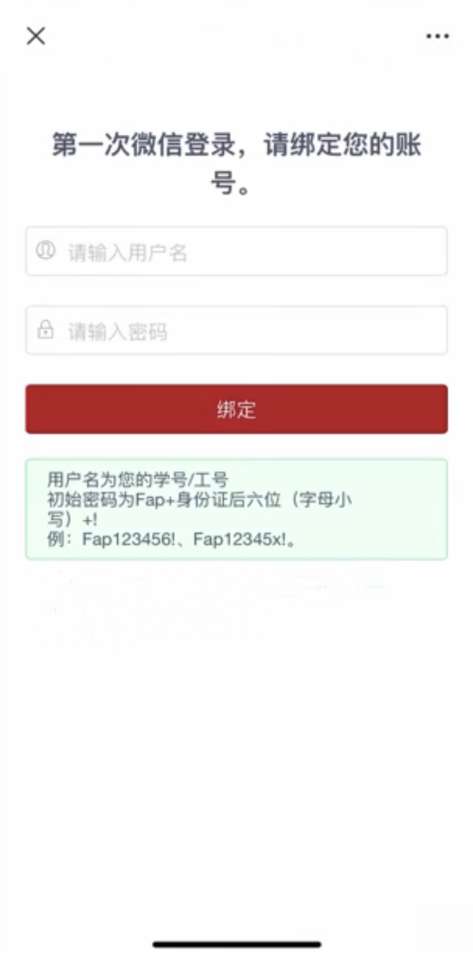 第一次微信登录，请绑定您的账
号。
请输入用户名
请输入密码
绑定
用户名为您的学号/工号
初始密码为Fap+身份证后六位（字母小
写）+!
例：Fap123456!、Fap12345x!。